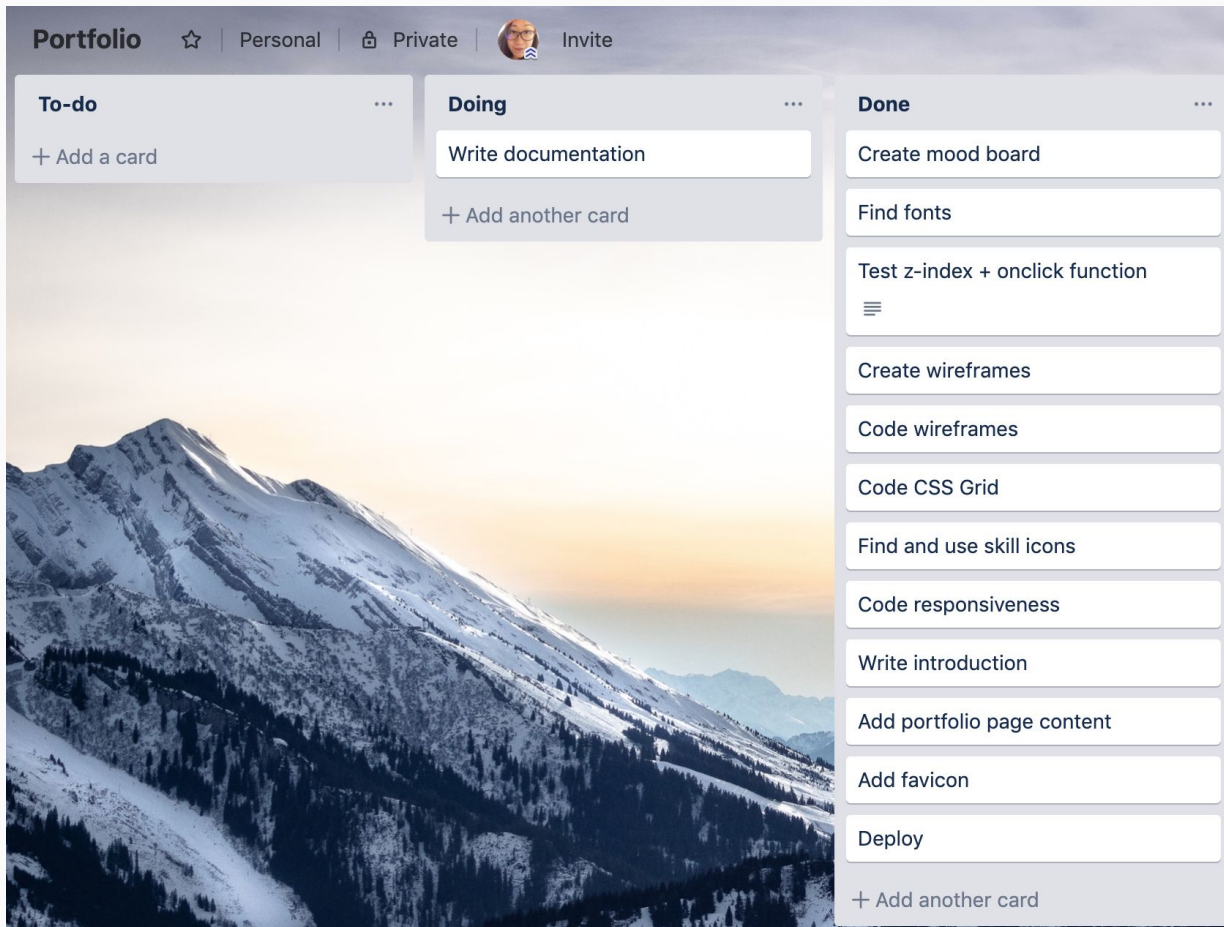 Portfolio Personal Private Invite
To-do
+ Add a card
Doing
Write documentation
+ Add another card
Done
Create mood board
Find fonts
Test z-index + onclick function
Create wireframes
Code wireframes
Code CSS Grid
Find and use skill icons
Code responsiveness
Write introduction
Add portfolio page content
Add favicon
Deploy
+ Add another card